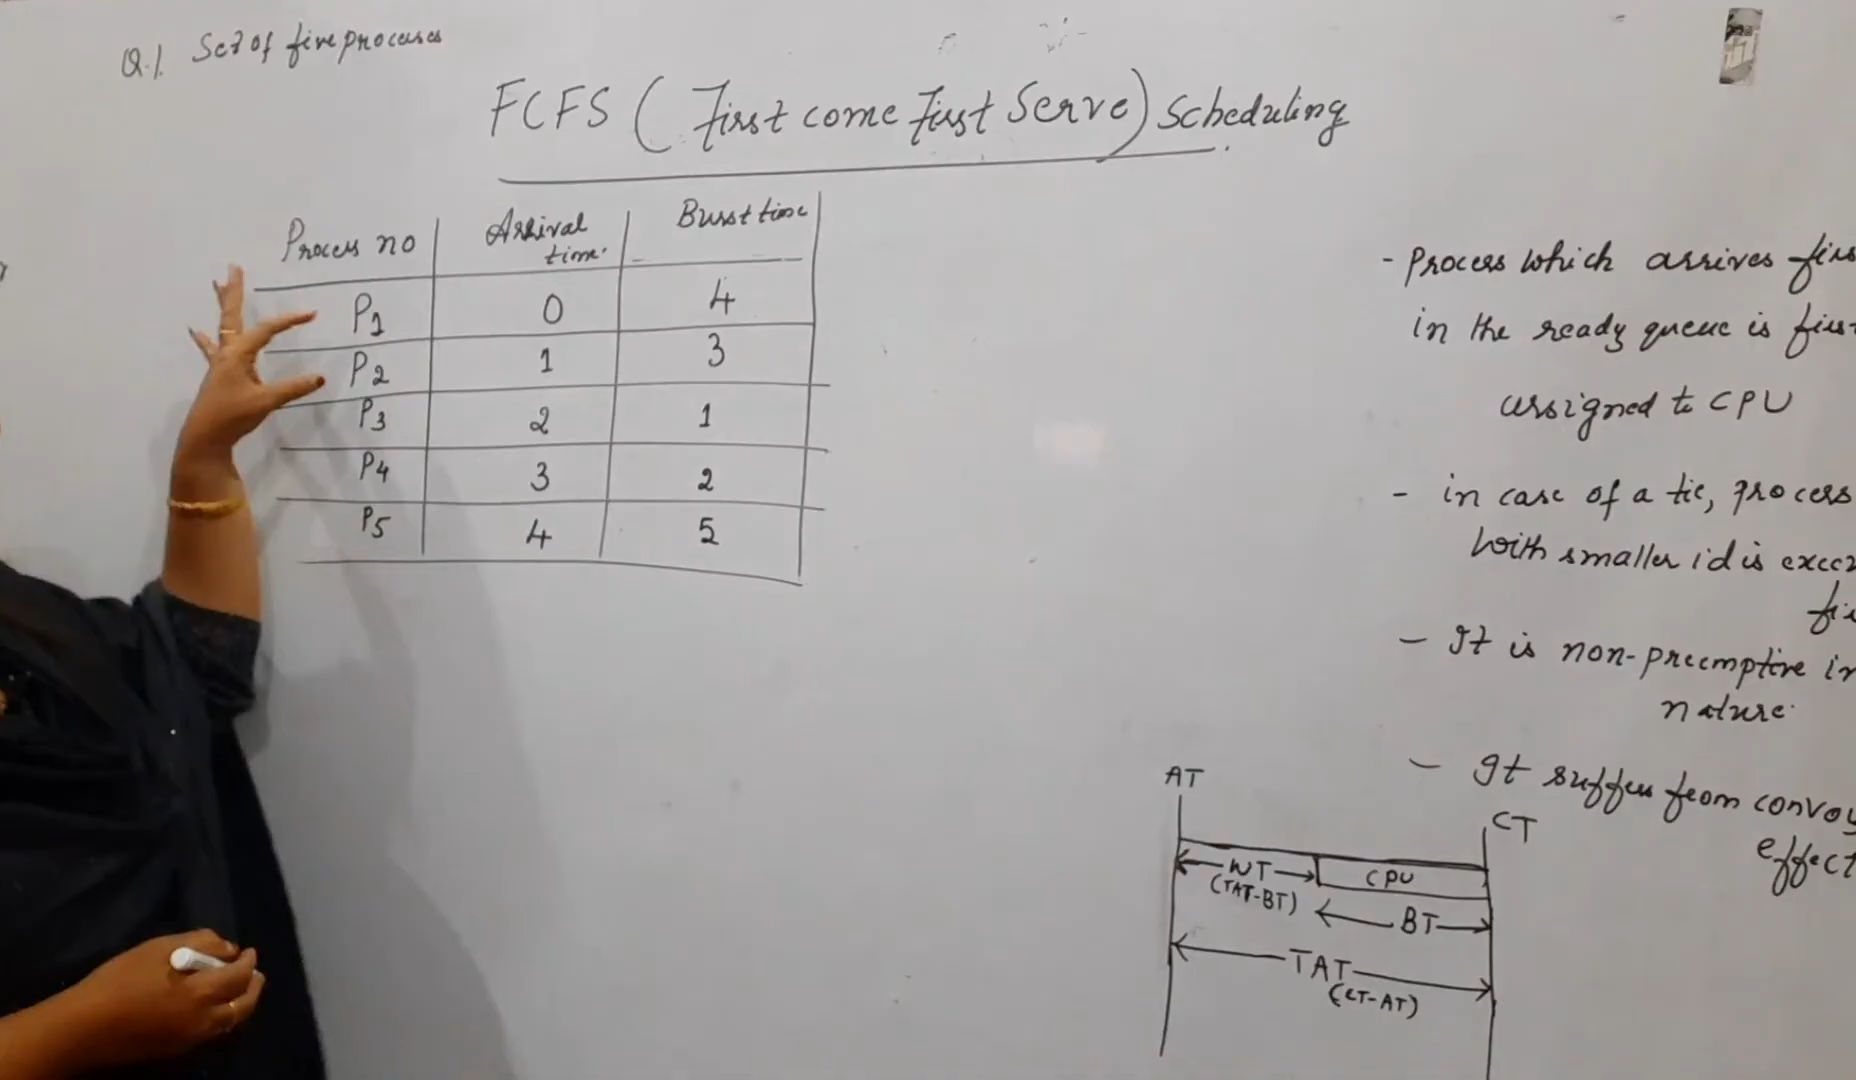 Q.1. Set of five processes
FCFS (First come First Serve) Scheduling
Process no Arrival time. Burst time
P1 0 4
P2 1 3
P3 2 1
P4 3 2
P5 4 5
- Process which arrives
in the ready queue is
assigned to CPU
- in case of a tie, process
with smaller id is
- It is non-preemptive
nature.
- It suffers from
effect
AT
CT
WT CPU
(TAT-BT)
BT
TAT
(CT-AT)